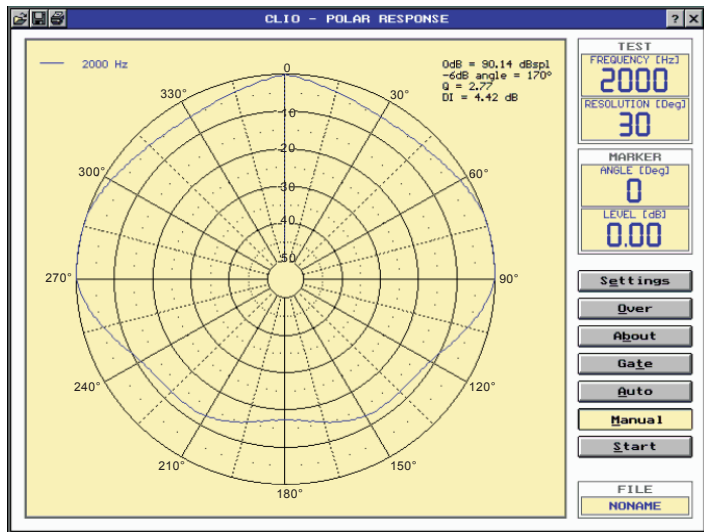 CLIO - POLAR RESPONSE
? X
2000 Hz
0dB = 90.14 dBspl
-6dB angle = 170°
Q = 2.77
DI = 4.42 dB
0
330°
30°
10
20
300°
60°
30
40
50
270°
90°
240°
120°
210°
150°
180°
TEST
FREQUENCY [Hz]
2000
RESOLUTION [Deg]
30
MARKER
ANGLE [Deg]
0
LEVEL [dB]
0.00
Settings
Over
About
Gate
Auto
Manual
Start
FILE
NONAME